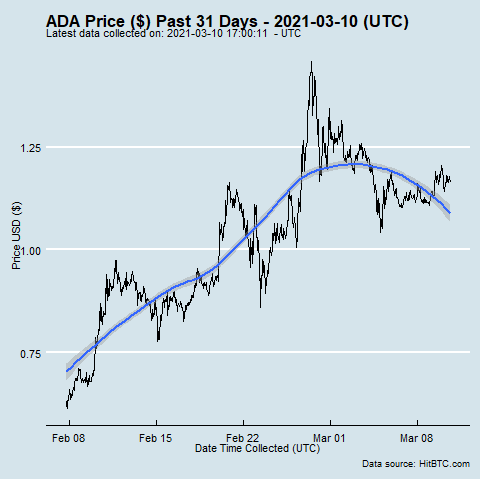 ADA Price ($) Past 31 Days - 2021-03-10 (UTC)
Latest data collected on: 2021-03-10 17:00:11 - UTC
1.25
1.00
0.75
Price USD ($)
Feb 08 Feb 15 Feb 22 Mar 01 Mar 08
Date Time Collected (UTC)
Data source: HitBTC.com